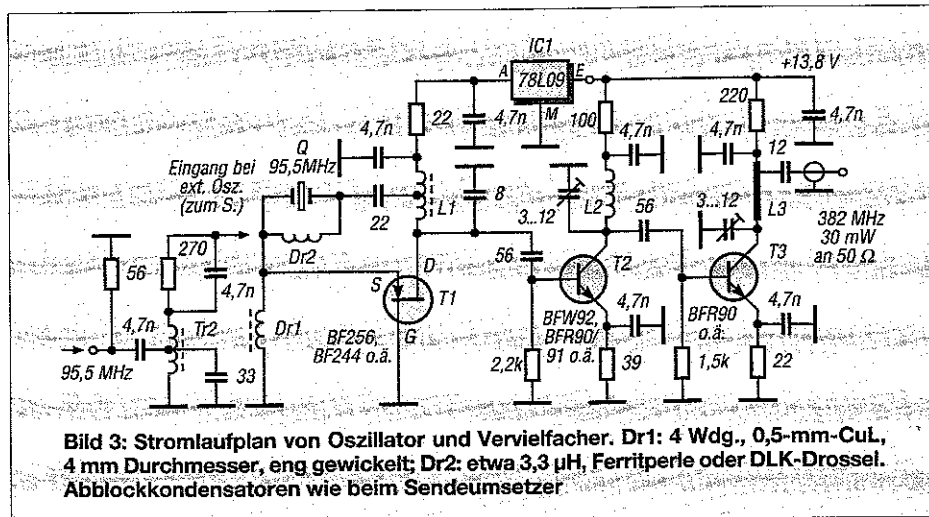 IC1
A
78L09
E
M
+13,8 V
22
4,7n
100
4,7n
220
4,7n
4,7n
4,7n
12
Q
95,5MHz
Eingang bei
ext. Osz.
(zum S.)
22
L1
8
3...12
L2
56
3...12
L3
382 MHz
30 mW
an 50 Ω
270
Dr2
56
4,7n
56
D
S
T1
G
T2
T3
4,7n
Tr2
Dr1
BF256,
BF244 o.ä.
BFW92,
BFR90/
91 o.ä.
4,7n
BFR90
o.ä.
4,7n
95,5 MHz
33
2,2k
39
1,5k
22
Bild 3: Stromlaufplan von Oszillator und Vervielfacher. Dr1: 4 Wdg., 0,5-mm-CuL,
4 mm Durchmesser, eng gewickelt; Dr2: etwa 3,3 µH, Ferritperle oder DLK-Drossel.
Abblockkondensatoren wie beim Sendeumsetzer